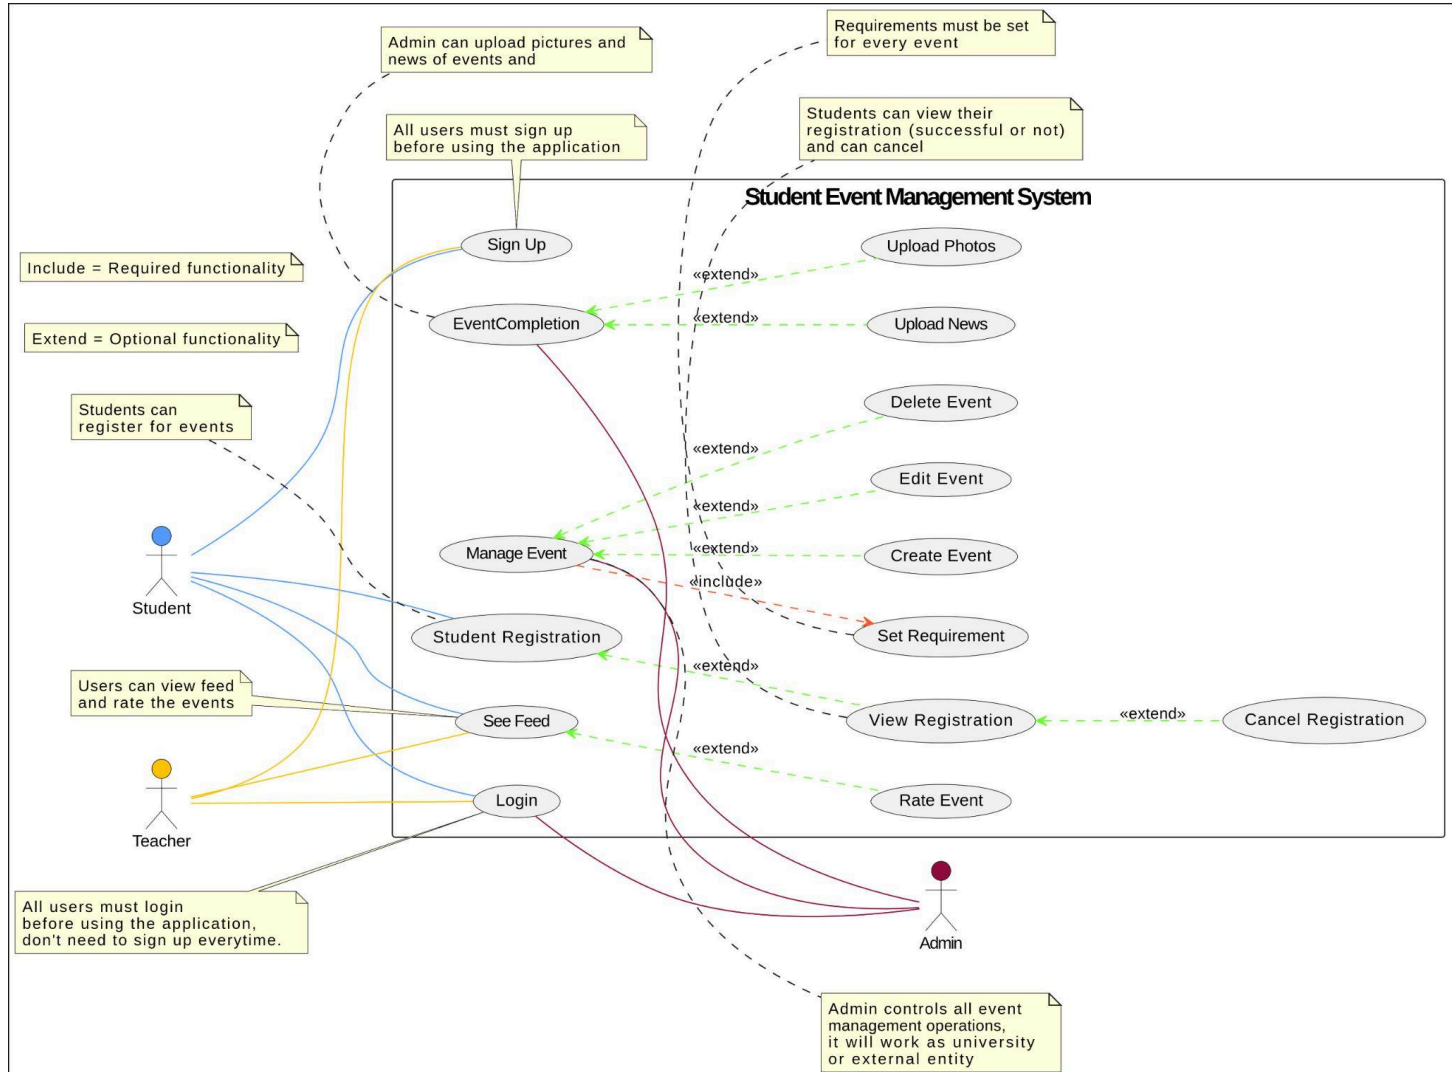 Requirements must be set
for every event
Admin can upload pictures and
news of events and
Students can view their
registration (successful or not)
and can cancel
All users must sign up
before using the application
Student Event Management System
Sign Up
Upload Photos
Include = Required functionality
«extend»
EventCompletion
«extend»
Upload News
Extend = Optional functionality
Delete Event
Students can
register for events
«extend»
Edit Event
«extend»
Manage Event
«extend»
Create Event
«include»
Student
Student Registration
Set Requirement
«extend»
Users can view feed
and rate the events
See Feed
View Registration
«extend»
Cancel Registration
«extend»
Login
Rate Event
Teacher
All users must login
before using the application,
don't need to sign up everytime.
Admin
Admin controls all event
management operations,
it will work as university
or external entity